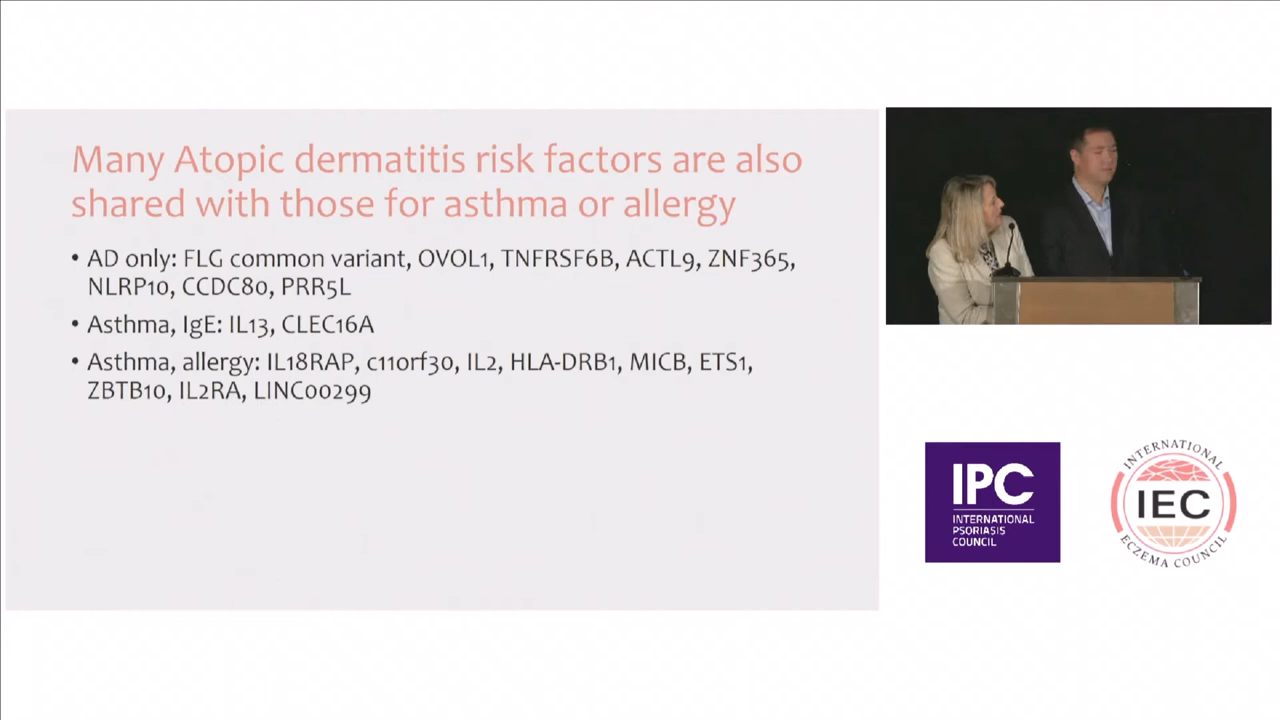 Many Atopic dermatitis risk factors are also
shared with those for asthma or allergy
• AD only: FLG common variant, OVOL1, TNFRSF6B, ACTL9, ZNF365,
NLRP10, CCDC80, PRR5L
• Asthma, IgE: IL13, CLEC16A
• Asthma, allergy: IL18RAP, c11orf30, IL2, HLA-DRB1, MICB, ETS1,
ZBTB10, IL2RA, LINC00299
IPC
INTERNATIONAL
PSORIASIS
COUNCIL
INTERNATIONAL
IEC
ECZEMA COUNCIL